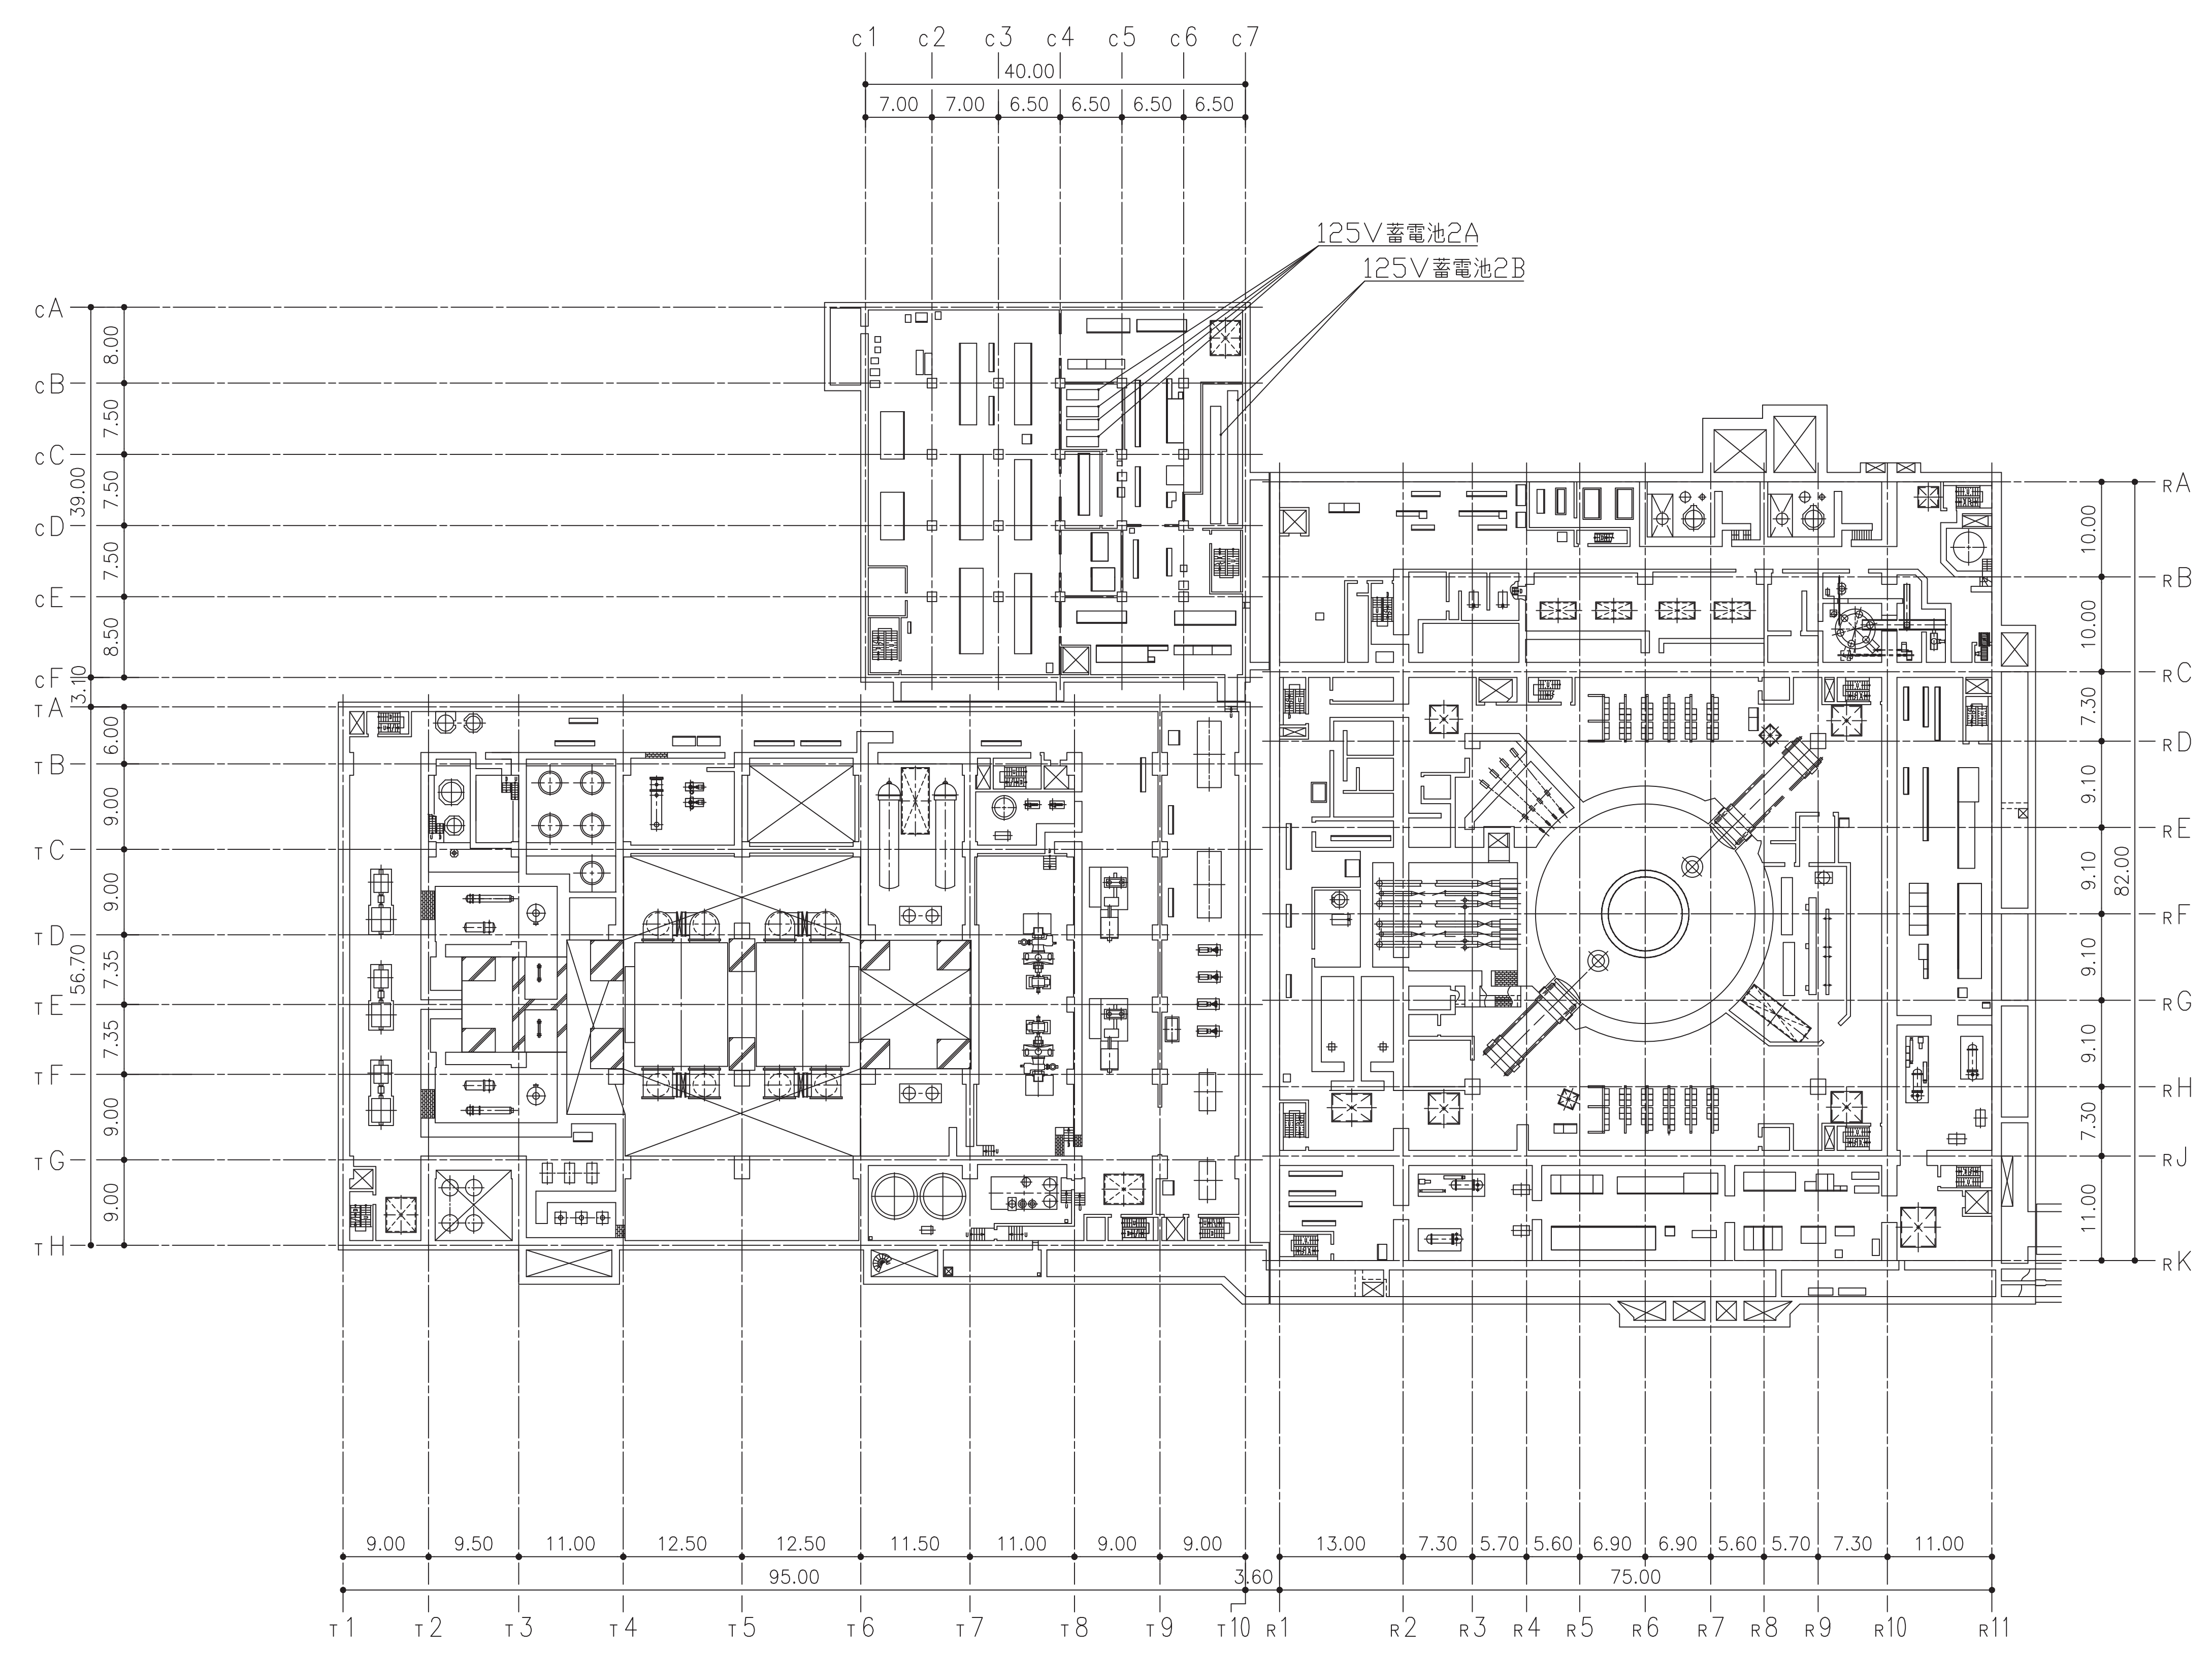 C1 C2 C3 C4 C5 C6 C7
40.00
7.00 7.00 6.50 6.50 6.50 6.50
125V蓄電池2A
125V蓄電池2B
CA
8.00
CB
7.50
CC
39.00
7.50
CD
7.50
CE
8.50
CF
3.10
TA
6.00
TB
9.00
TC
9.00
TD
7.35
56.70
TE
7.35
TF
9.00
TG
9.00
TH
RA
10.00
RB
10.00
RC
7.30
RD
9.10
RE
9.10
82.00
RF
9.10
RG
9.10
RH
7.30
RJ
11.00
RK
9.00 9.50 11.00 12.50 12.50 11.50 11.00 9.00 9.00 13.00 7.30 5.70 5.60 6.90 6.90 5.60 5.70 7.30 11.00
95.00 3.60 75.00
T1 T2 T3 T4 T5 T6 T7 T8 T9 T10 R1 R2 R3 R4 R5 R6 R7 R8 R9 R10 R11